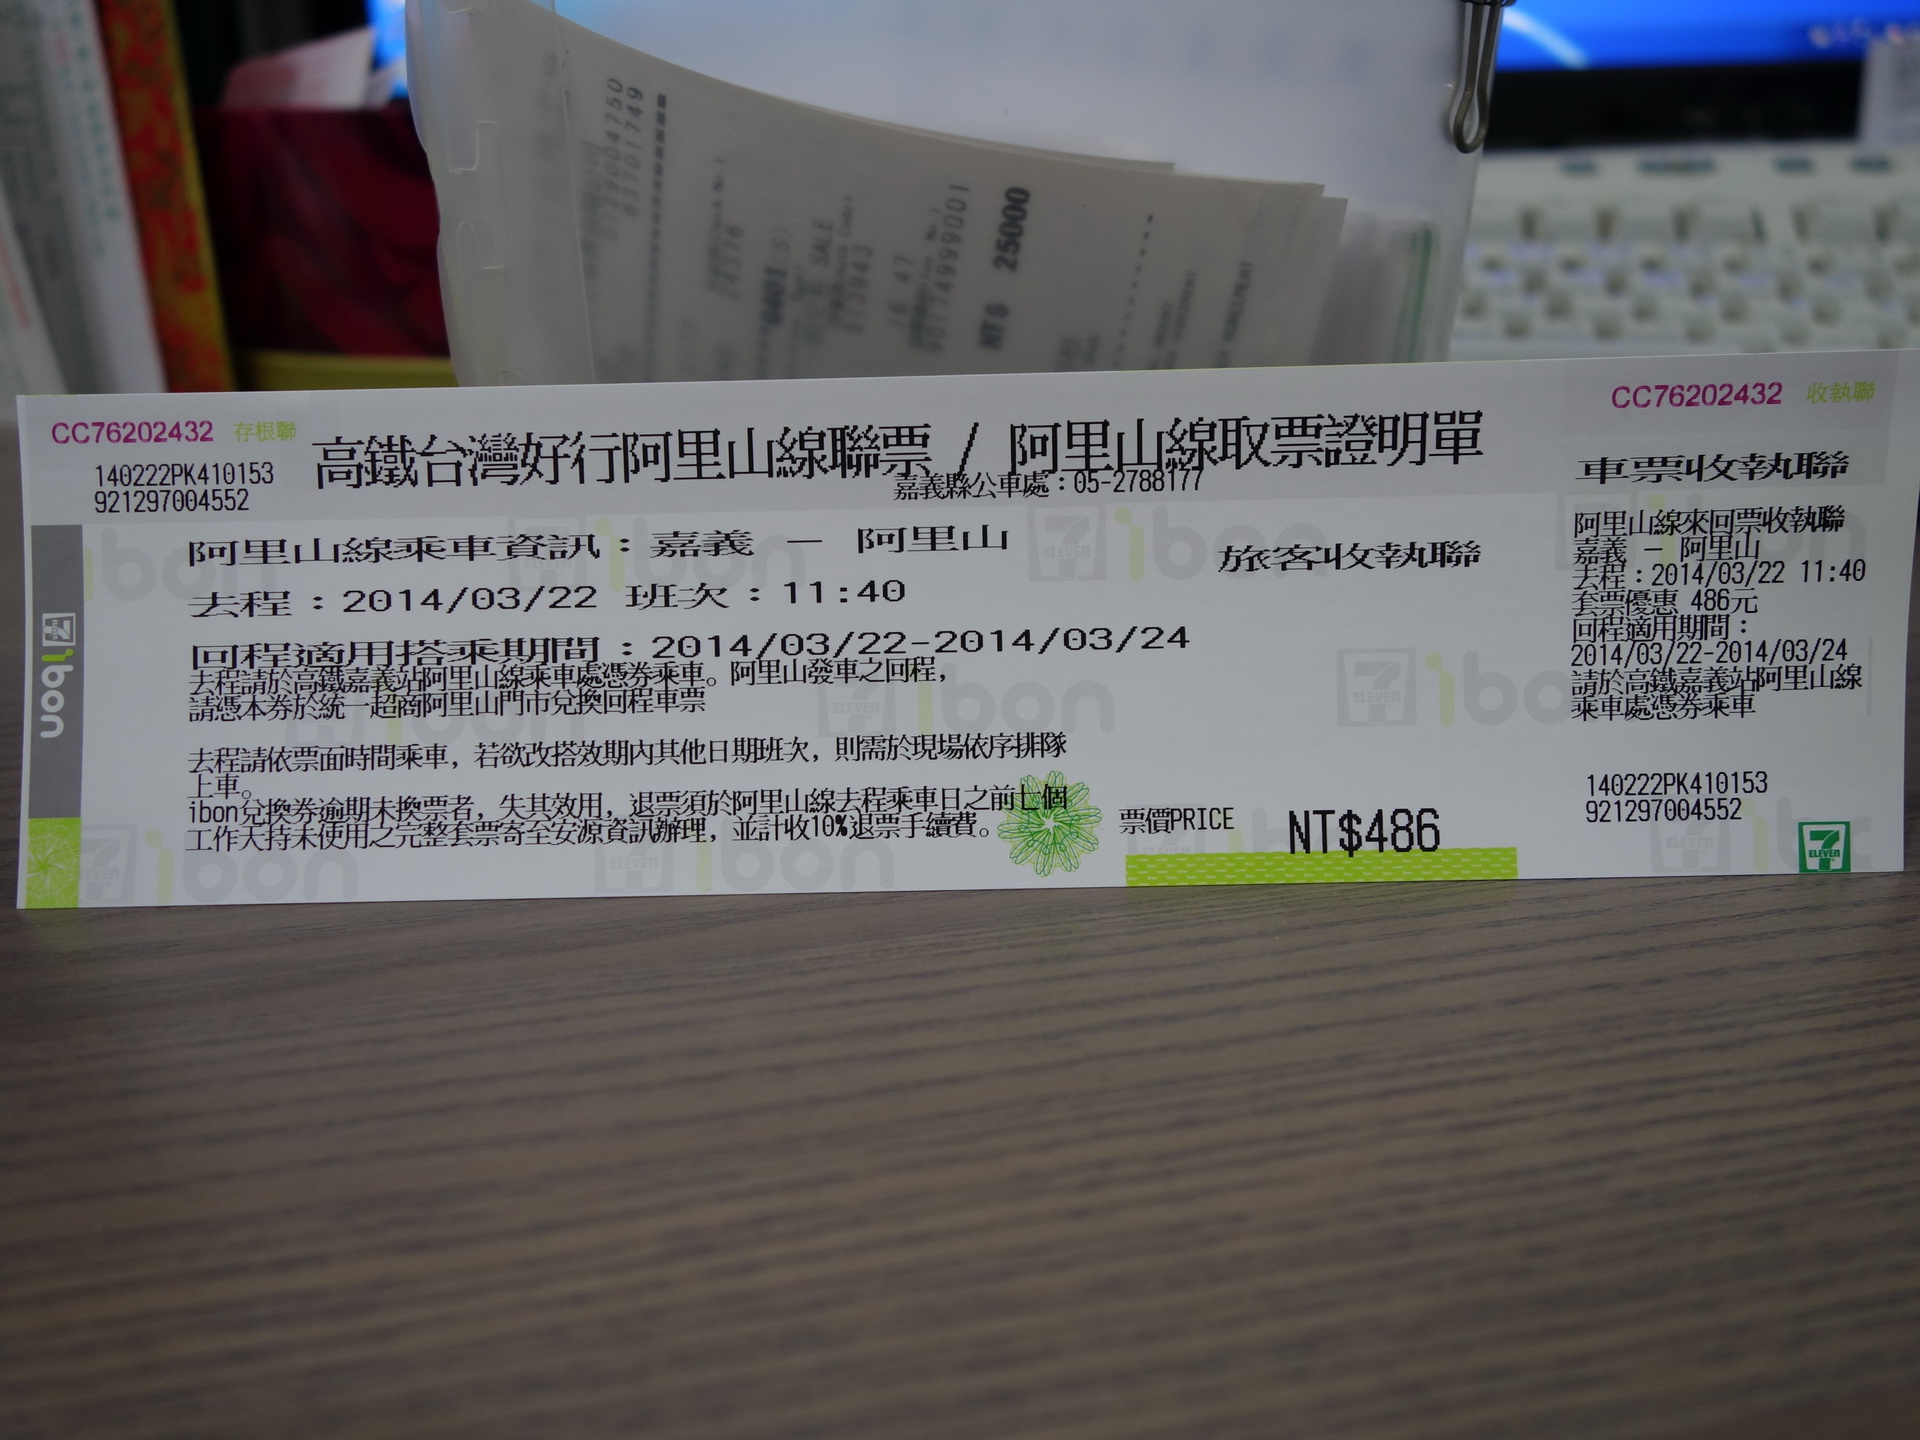 0129004750
63701749
24176
SALE
013943
16 47
001749999001
NT$ 25000
CC76202432 存根聯
140222PK410153
921297004552
高鐵台灣好行阿里山線聯票 / 阿里山線取票證明單
嘉義縣公車處：05-2788177
阿里山線乘車資訊：嘉義 － 阿里山
旅客收執聯
去程：2014/03/22 班次：11:40
回程適用搭乘期間：2014/03/22-2014/03/24
去程請於高鐵嘉義站阿里山線乘車處憑券乘車。阿里山發車之回程，
請憑本券於統一超商阿里山門市兌換回程車票
去程請依票面時間乘車，若欲改搭效期內其他日期班次，則需於現場依序排隊
上車。
ibon兌換券逾期未換票者，失其效用，退票須於阿里山線去程乘車日之前七個
工作天持未使用之完整套票寄至安源資訊辦理，並計收10%退票手續費。
票價PRICE NT$486
7-ELEVEN ibon
CC76202432 收執聯
車票收執聯
阿里山線來回票收執聯
嘉義 － 阿里山
去程：2014/03/22 11:40
套票優惠 486元
回程適用期間：
2014/03/22-2014/03/24
請於高鐵嘉義站阿里山線
乘車處憑券乘車
140222PK410153
921297004552
7-ELEVEN